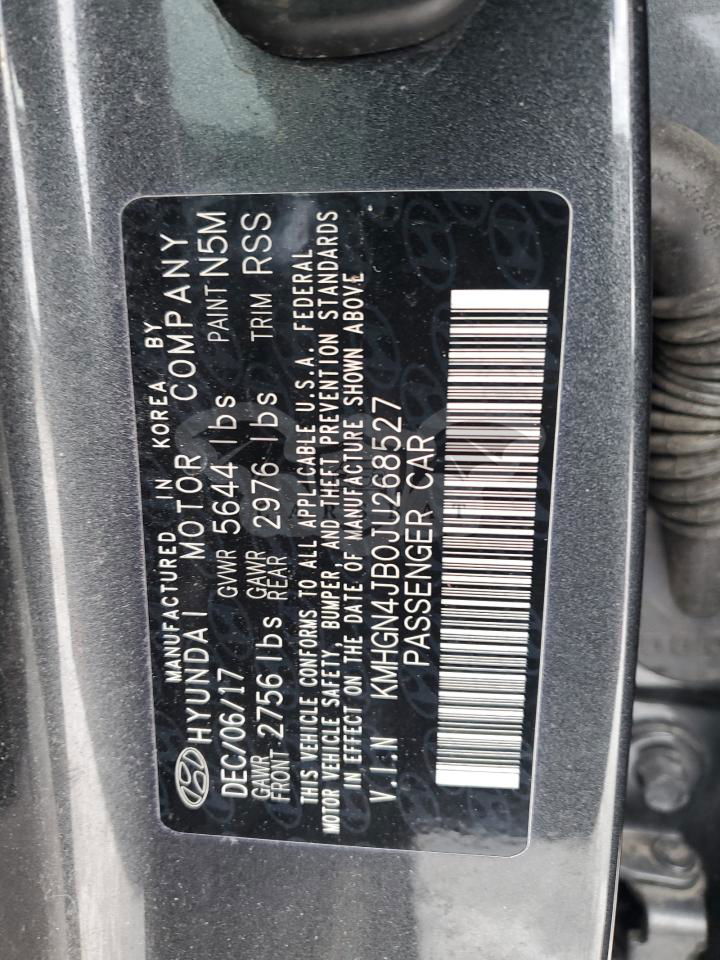 MANUFACTURED IN KOREA BY
HYUNDAI MOTOR COMPANY
DEC/06/17 GVWR 5644 lbs PAINT N5M
GAWR FRONT 2756 lbs GAWR REAR 2976 lbs TRIM RSS
THIS VEHICLE CONFORMS TO ALL APPLICABLE U.S.A. FEDERAL
MOTOR VEHICLE SAFETY, BUMPER, AND THEFT PREVENTION STANDARDS
IN EFFECT ON THE DATE OF MANUFACTURE SHOWN ABOVE
V.I.N KMHGN4JB0JU268527
PASSENGER CAR